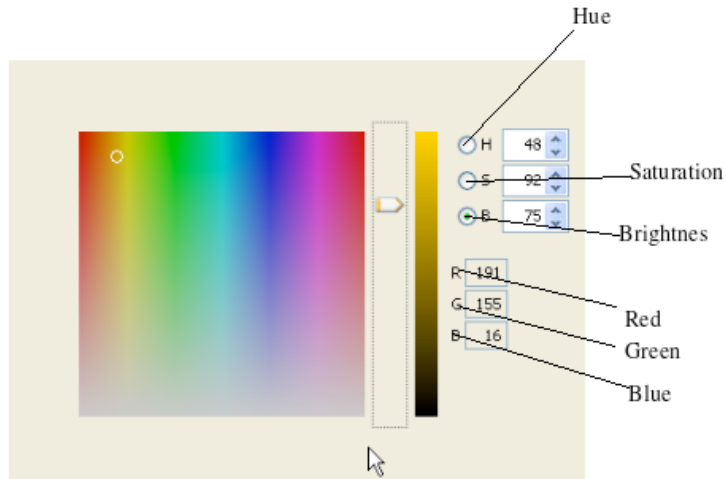 Hue
H 48
S 92
Saturation
B 75
Brightnes
R 191
Red
G 155
Green
B 16
Blue